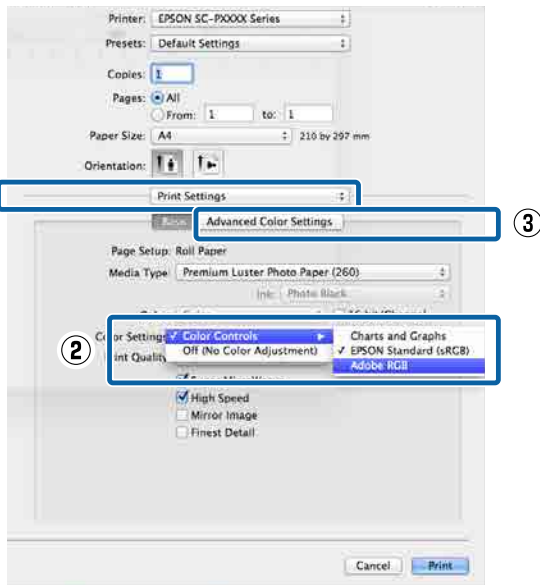 Printer: EPSON SC-PXXXX Series
Presets: Default Settings
Copies: 1
Pages: All
From: 1 to: 1
Paper Size: A4 210 by 297 mm
Orientation:
Print Settings
Advanced Color Settings
③
Page Setup: Roll Paper
Media Type Premium Luster Photo Paper (260)
Ink: Photo Black
16 bit/Channel
Color Settings ✓ Color Controls Charts and Graphs
② Off (No Color Adjustment) ✓ EPSON Standard (sRGB)
Print Quality Adobe RGB
High Speed
Mirror Image
Finest Detail
Cancel Print